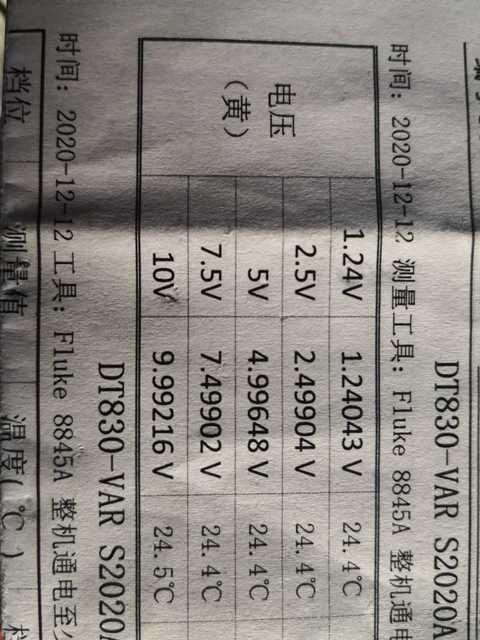 DT830-VAR S2020A
时间: 2020-12-12 测量工具: Fluke 8845A 整机通电
电压
（黄）
1.24V 1.24043 V 24.4℃
2.5V 2.49904 V 24.4℃
5V 4.99648 V 24.4℃
7.5V 7.49902 V 24.4℃
10V 9.99216 V 24.5℃
DT830-VAR S2020A
时间: 2020-12-12 工具: Fluke 8845A 整机通电至
档位 测量值 温度(℃)